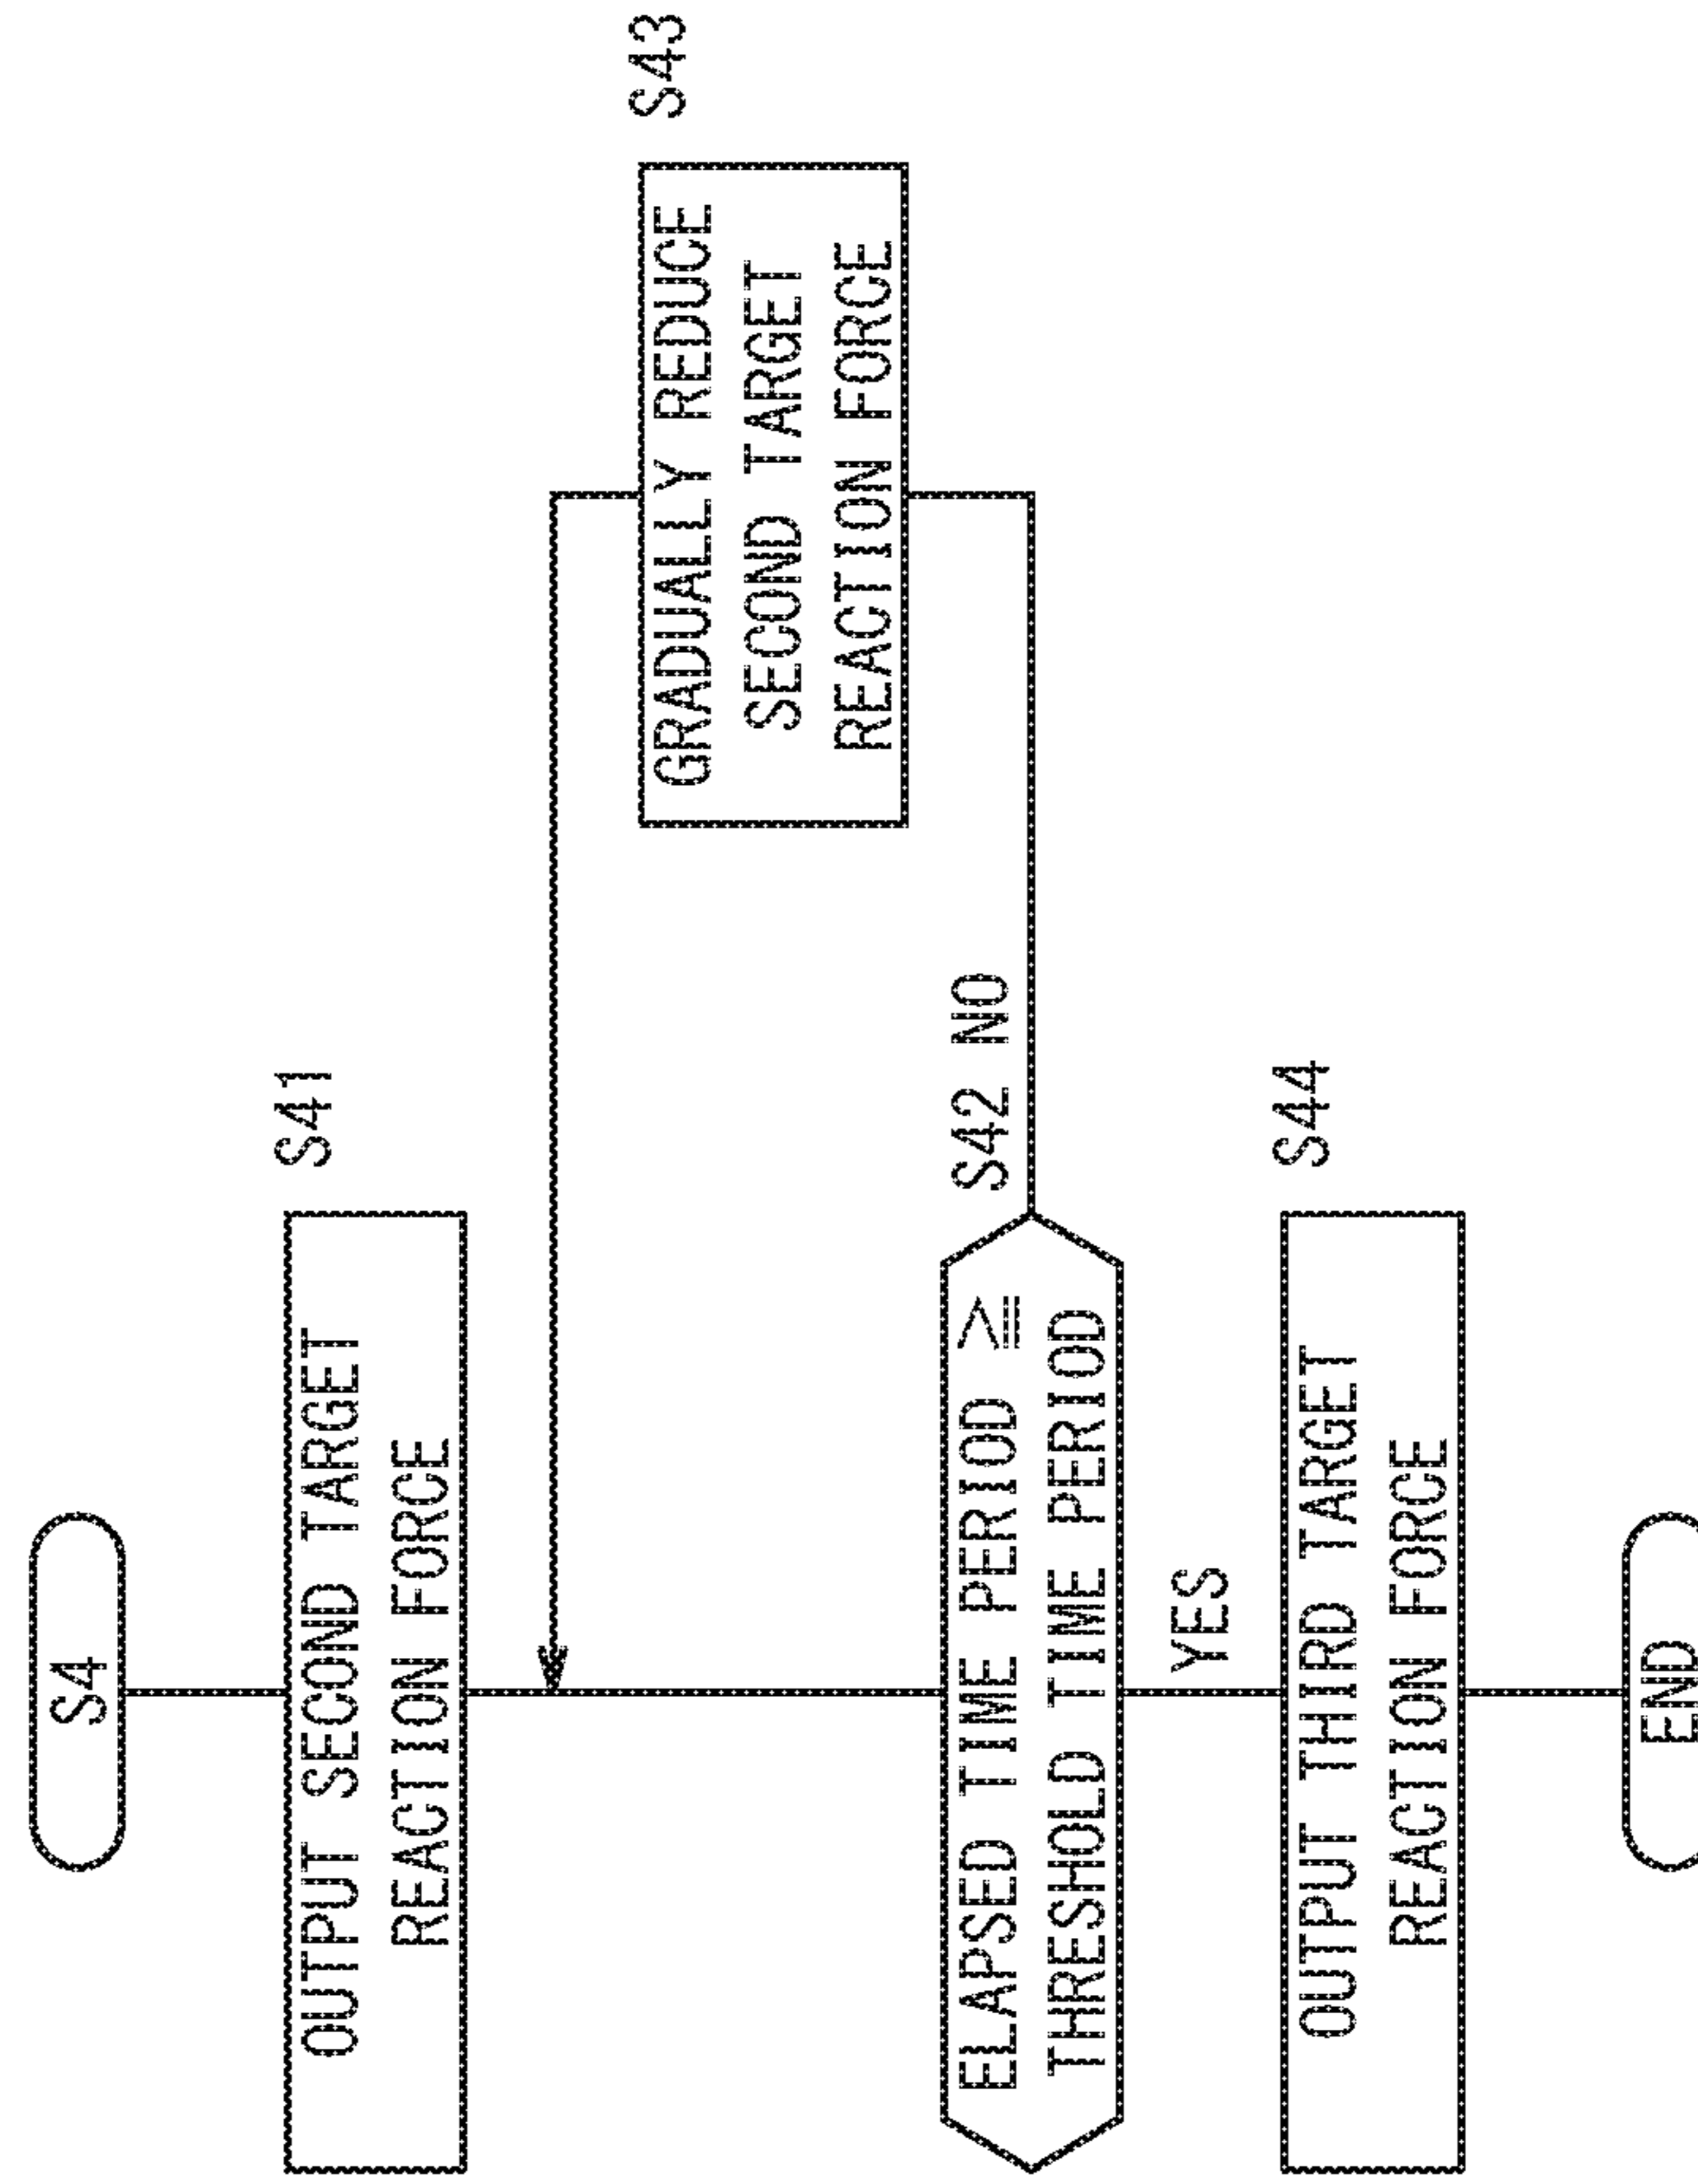 S4
OUTPUT SECOND TARGET
REACTION FORCE
S41
GRADUALLY REDUCE
SECOND TARGET
REACTION FORCE
S43
ELAPSED TIME PERIOD ≧
THRESHOLD TIME PERIOD
S42 NO
YES
OUTPUT THIRD TARGET
REACTION FORCE
S44
END